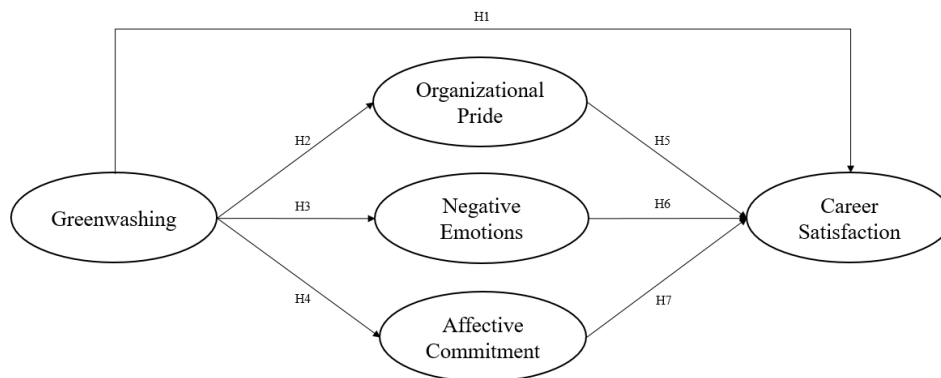 H1
Organizational
Pride
H2
H5
Greenwashing
H3
Negative
Emotions
H6
Career
Satisfaction
H4
H7
Affective
Commitment